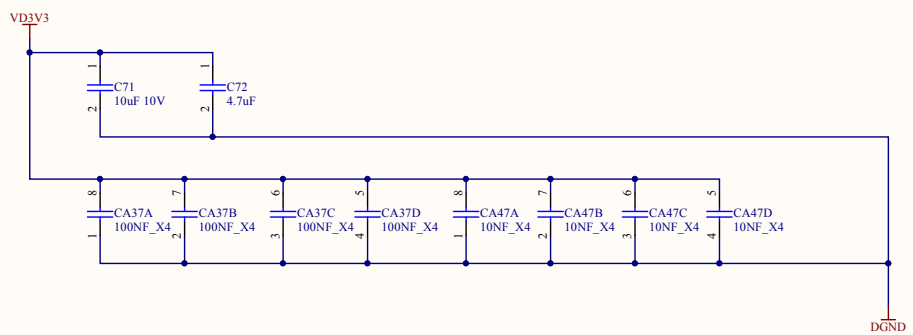 VD3V3
1
1
C71
C72
10uF 10V
4.7uF
2
2
8
7
6
5
8
7
6
5
CA37A
CA37B
CA37C
CA37D
CA47A
CA47B
CA47C
CA47D
100NF_X4
100NF_X4
100NF_X4
100NF_X4
10NF_X4
10NF_X4
10NF_X4
10NF_X4
1
2
3
4
1
2
3
4
DGND